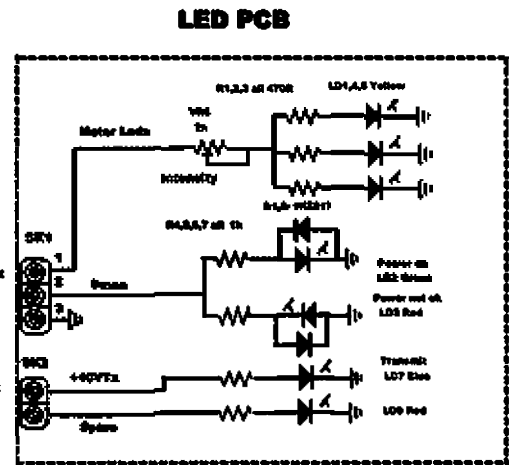 LED PCB
R1,2,3 all 470R
LD1,4,5 Yellow
VR1
1k
Meter Leds
Intensity
R4,5,6,7 all 1k
SK1
1
2
3
Power on
LD2 Green
Power not ok
LD3 Red
SK2
Transmit
LD7 Blue
LD6 Red
Spare